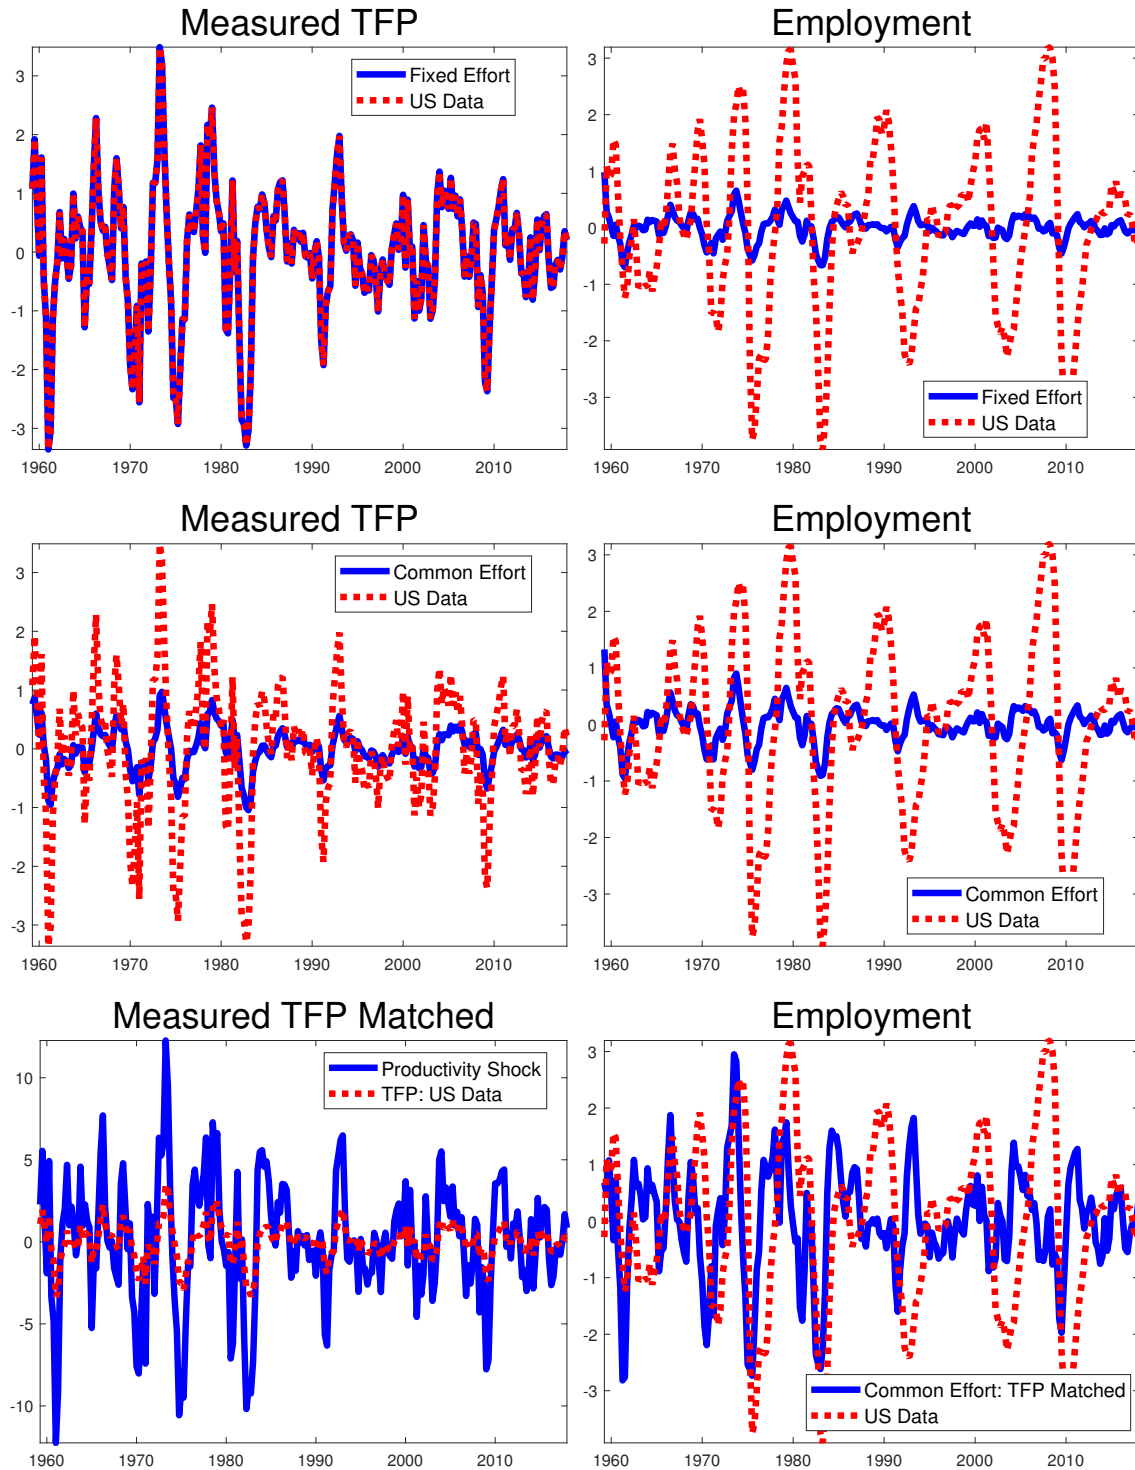 Measured TFP
3
2
1
0
-1
-2
-3
1960 1970 1980 1990 2000 2010
Fixed Effort
US Data
Employment
3
2
1
0
-1
-2
-3
1960 1970 1980 1990 2000 2010
Fixed Effort
US Data
Measured TFP
3
2
1
0
-1
-2
-3
1960 1970 1980 1990 2000 2010
Common Effort
US Data
Employment
3
2
1
0
-1
-2
-3
1960 1970 1980 1990 2000 2010
Common Effort
US Data
Measured TFP Matched
10
5
0
-5
-10
1960 1970 1980 1990 2000 2010
Productivity Shock
TFP: US Data
Employment
3
2
1
0
-1
-2
-3
1960 1970 1980 1990 2000 2010
Common Effort: TFP Matched
US Data